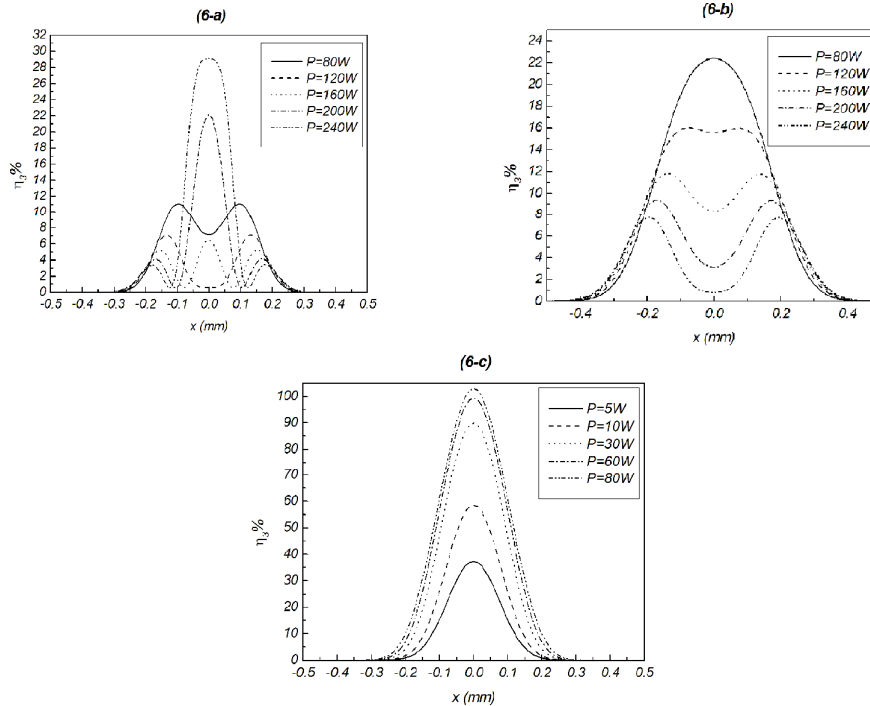 (6-a)
32
30
28
26
24
22
20
18
16
14
12
10
8
6
4
2
0
η3%
-0.5 -0.4 -0.3 -0.2 -0.1 0.0 0.1 0.2 0.3 0.4 0.5
x (mm)
P=80W
P=120W
P=160W
P=200W
P=240W
(6-b)
24
22
20
18
16
14
12
10
8
6
4
2
0
η3%
-0.4 -0.2 0.0 0.2 0.4
x (mm)
P=80W
P=120W
P=160W
P=200W
P=240W
(6-c)
100
90
80
70
60
50
40
30
20
10
0
η3%
-0.5 -0.4 -0.3 -0.2 -0.1 0.0 0.1 0.2 0.3 0.4 0.5
x (mm)
P=5W
P=10W
P=30W
P=60W
P=80W